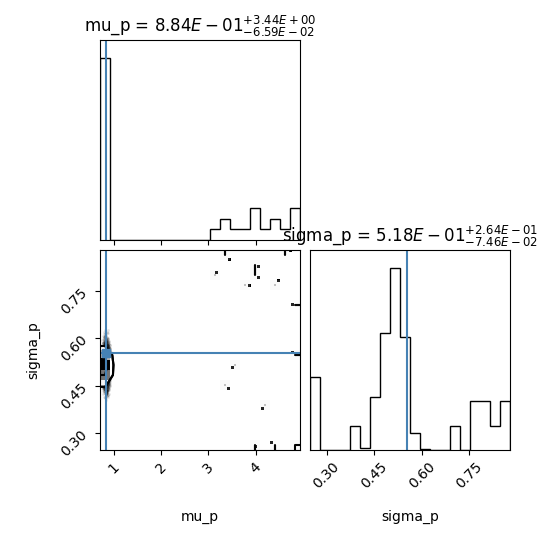 mu_p = 8.84E − 01+3.44E+00−6.59E−02
sigma_p = 5.18E − 01+2.64E−01−7.46E−02
0.75
0.60
0.45
0.30
sigma_p
1 2 3 4
0.30 0.45 0.60 0.75
mu_p
sigma_p